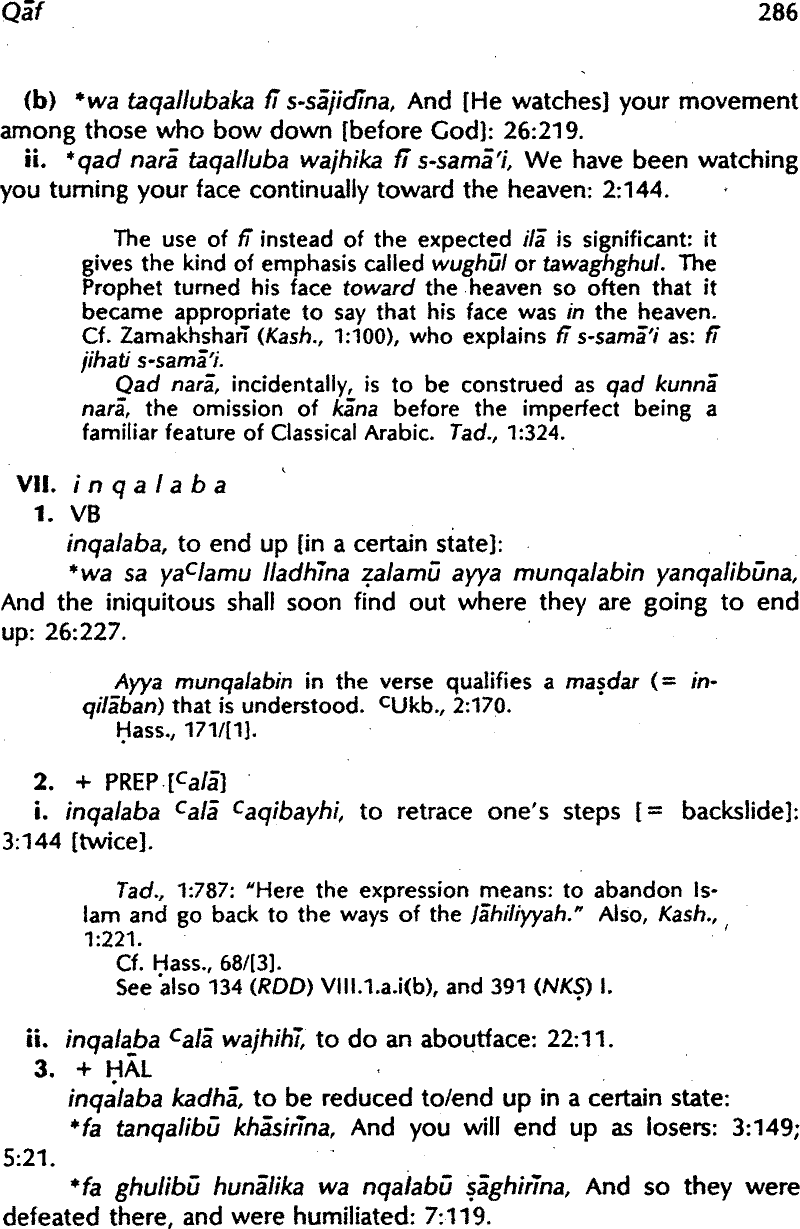 Qāf 286
(b) *wa taqallubaka fī s-sājidīna, And [He watches] your movement
among those who bow down [before God]: 26:219.
ii. *qad narā taqalluba wajhika fī s-samā'i, We have been watching
you turning your face continually toward the heaven: 2:144.
The use of fī instead of the expected ilā is significant: it
gives the kind of emphasis called wughūl or tawaghghul. The
Prophet turned his face toward the heaven so often that it
became appropriate to say that his face was in the heaven.
Cf. Zamakhsharī (Kash., 1:100), who explains fī s-samā'i as: fī
jihati s-samā'i.
Qad narā, incidentally, is to be construed as qad kunnā
narā, the omission of kāna before the imperfect being a
familiar feature of Classical Arabic. Tad., 1:324.
VII. i n q a l a b a
1. VB
inqalaba, to end up [in a certain state]:
*wa sa yaᶜlamu lladhīna ẓalamū ayya munqalabin yanqalibūna,
And the iniquitous shall soon find out where they are going to end
up: 26:227.
Ayya munqalabin in the verse qualifies a maṣdar (= in-
qilāban) that is understood. ᶜUkb., 2:170.
Ḥass., 171/[1].
2. + PREP [ᶜalā]
i. inqalaba ᶜalā ᶜaqibayhi, to retrace one's steps [= backslide]:
3:144 [twice].
Tad., 1:787: "Here the expression means: to abandon Is-
lam and go back to the ways of the Jāhiliyyah." Also, Kash.,
1:221.
Cf. Ḥass., 68/[3].
See also 134 (RDD) VIII.1.a.i(b), and 391 (NKṢ) I.
ii. inqalaba ᶜalā wajhihī, to do an aboutface: 22:11.
3. + ḤĀL
inqalaba kadhā, to be reduced to/end up in a certain state:
*fa tanqalibū khāsirīna, And you will end up as losers: 3:149;
5:21.
*fa ghulibū hunālika wa nqalabū ṣāghirīna, And so they were
defeated there, and were humiliated: 7:119.